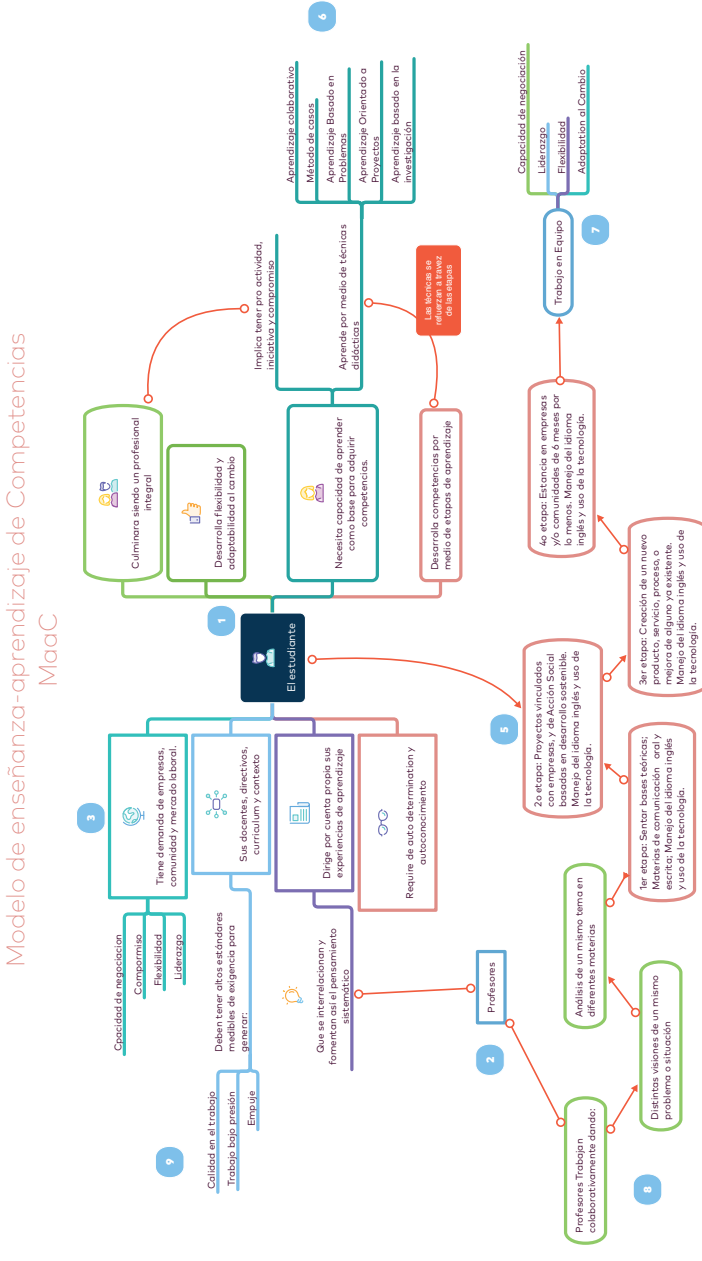 Modelo de enseñanza-aprendizaje de Competencias
MaaC
6
Aprendizaje colaborativo
Método de casos
Aprendizaje Basado en
Problemas
Aprendizaje Orientado a
Proyectos
Aprendizaje basado en la
investigación
Implica tener pro actividad,
iniciativa y compromiso
Aprende por medio de técnicas
didácticas
Las técnicas se
refuerzan a travez
de las etapas
Culminara siendo un profesional
integral
Desarrolla flexibilidad y
adaptabilidad al cambio
Necesita capacidad de aprender
como base para adquirir
competencias.
Desarrolla competencias por
medio de etapas de aprendizaje
1
El estudiante
3
Tiene demanda de empresas,
comunidad y mercado laboral.
Cpacidad de negociacion
Compormiso
Flexibilidad
Liderazgo
Sus docentes, directivos,
curriculum y contexto
Deben tener altos estándares
medibles de exigencia para
generar:
9
Calidad en el trabajo
Trabajo bajo presión
Empuje
Dirige por cuenta propia sus
experiencias de aprendizaje
Que se interrelacionan y
fomentan así el pensamiento
sistemático
Require de auto determination y
autoconocimiento
2
Profesores
8
Profesores Trabajan
colaborativamente dando:
Distintas visiones de un mismo
problema o situación
Análisis de un mismo tema en
diferentes materias
1er etapa: Sentar bases teóricas;
Materias de comunicación oral y
escrita; Manejo del idioma inglés
y uso de la tecnología.
5
2o etapa: Proyectos vinculados
con empresas, y de Acción Social
basadas en desarrollo sostenible.
Manejo del idioma inglés y uso de
la tecnología.
3er etapa: Creación de un nuevo
producto, servicio, proceso, o
mejora de alguno ya existente.
Manejo del idioma inglés y uso de
la tecnología.
4o etapa: Estancia en empresas
y/o comunidades de 6 meses por
lo menos. Manejo del idioma
inglés y uso de la tecnología.
7
Trabajo en Equipo
Capacidad de negociación
Liderazgo
Flexibilidad
Adaptation al Cambio